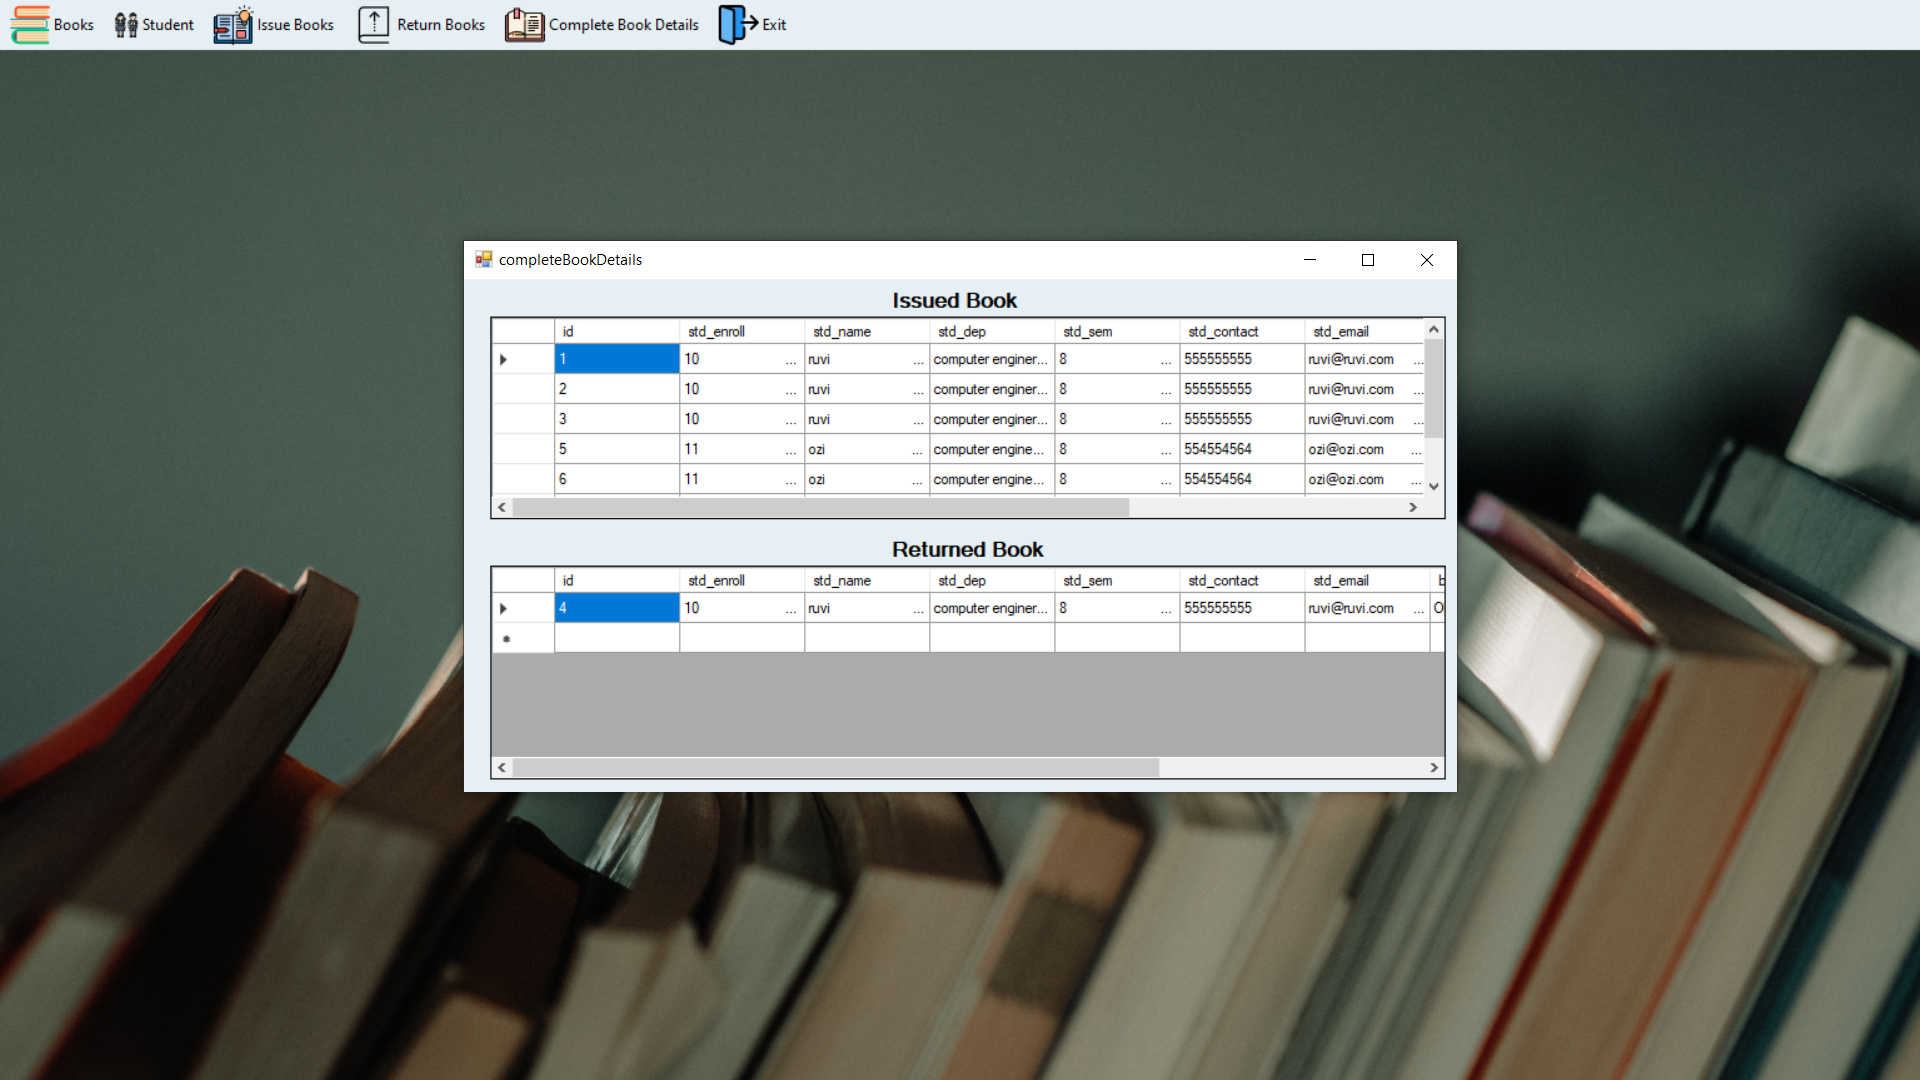 Books Student Issue Books Return Books Complete Book Details Exit
completeBookDetails
Issued Book
id std_enroll std_name std_dep std_sem std_contact std_email
1 10 ... ruvi ... computer enginer... 8 ... 555555555 ruvi@ruvi.com ...
2 10 ... ruvi ... computer enginer... 8 ... 555555555 ruvi@ruvi.com ...
3 10 ... ruvi ... computer enginer... 8 ... 555555555 ruvi@ruvi.com ...
5 11 ... ozi ... computer engine... 8 ... 554554564 ozi@ozi.com ...
6 11 ... ozi ... computer engine... 8 ... 554554564 ozi@ozi.com ...
Returned Book
id std_enroll std_name std_dep std_sem std_contact std_email
4 10 ... ruvi ... computer enginer... 8 ... 555555555 ruvi@ruvi.com ...